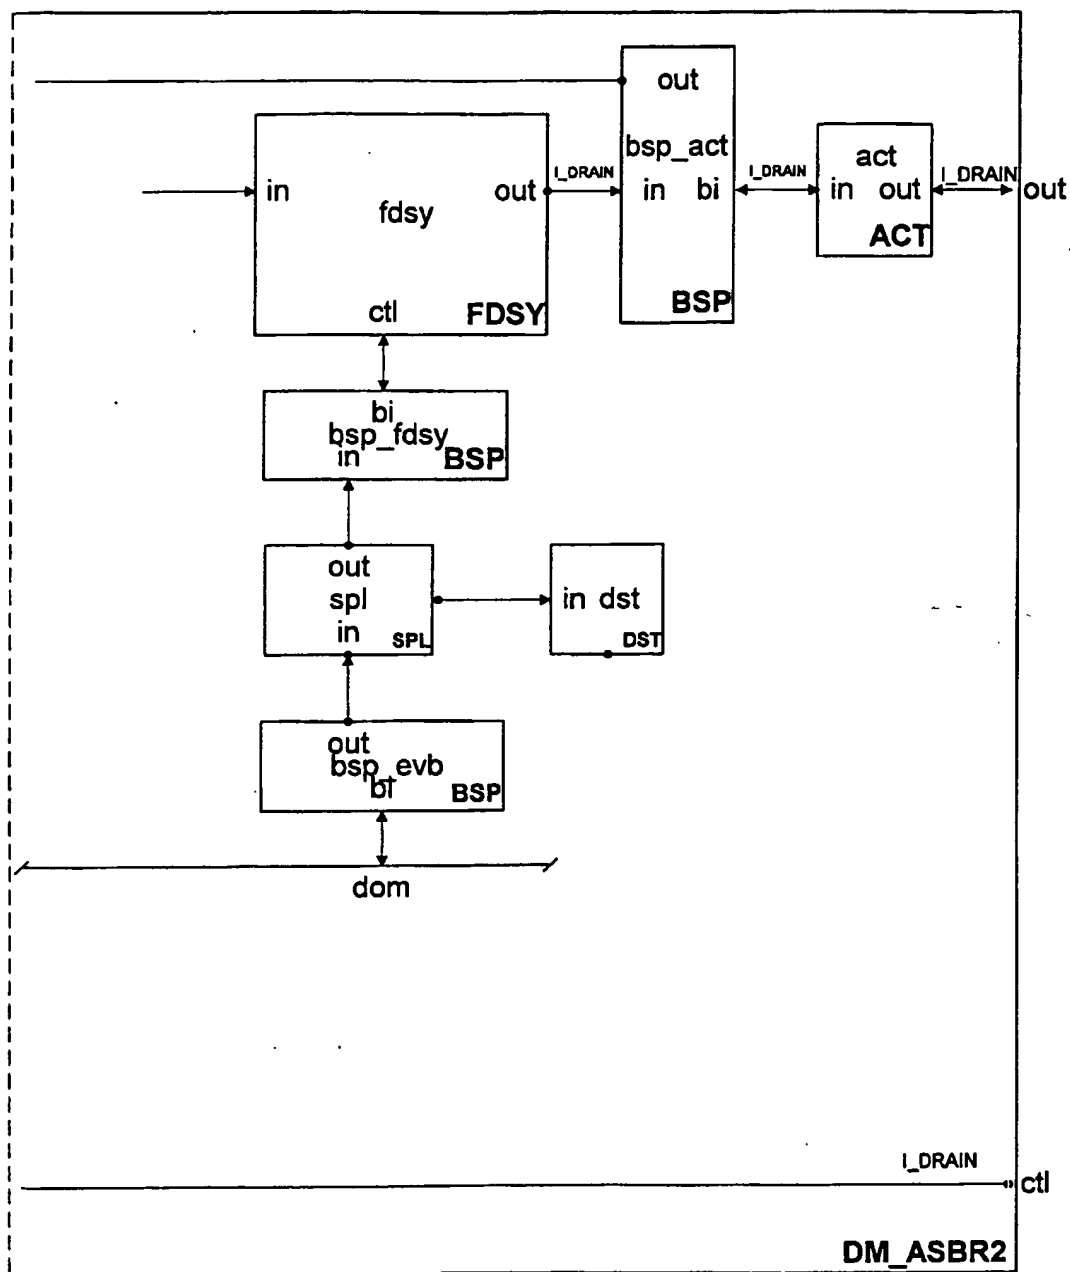 out
bsp_act
in bi
BSP
act
in out
ACT
in
fdsy
out
ctl
FDSY
I_DRAIN
I_DRAIN
I_DRAIN
out
bi
bsp_fdsy
in
BSP
out
spl
in
SPL
in dst
DST
out
bsp_evb
bi
BSP
dom
I_DRAIN
ctl
DM_ASBR2